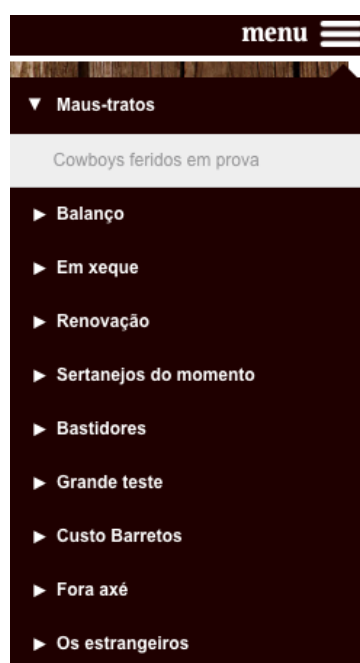 menu
Maus-tratos
Cowboys feridos em prova
Balanço
Em xeque
Renovação
Sertanejos do momento
Bastidores
Grande teste
Custo Barretos
Fora axé
Os estrangeiros